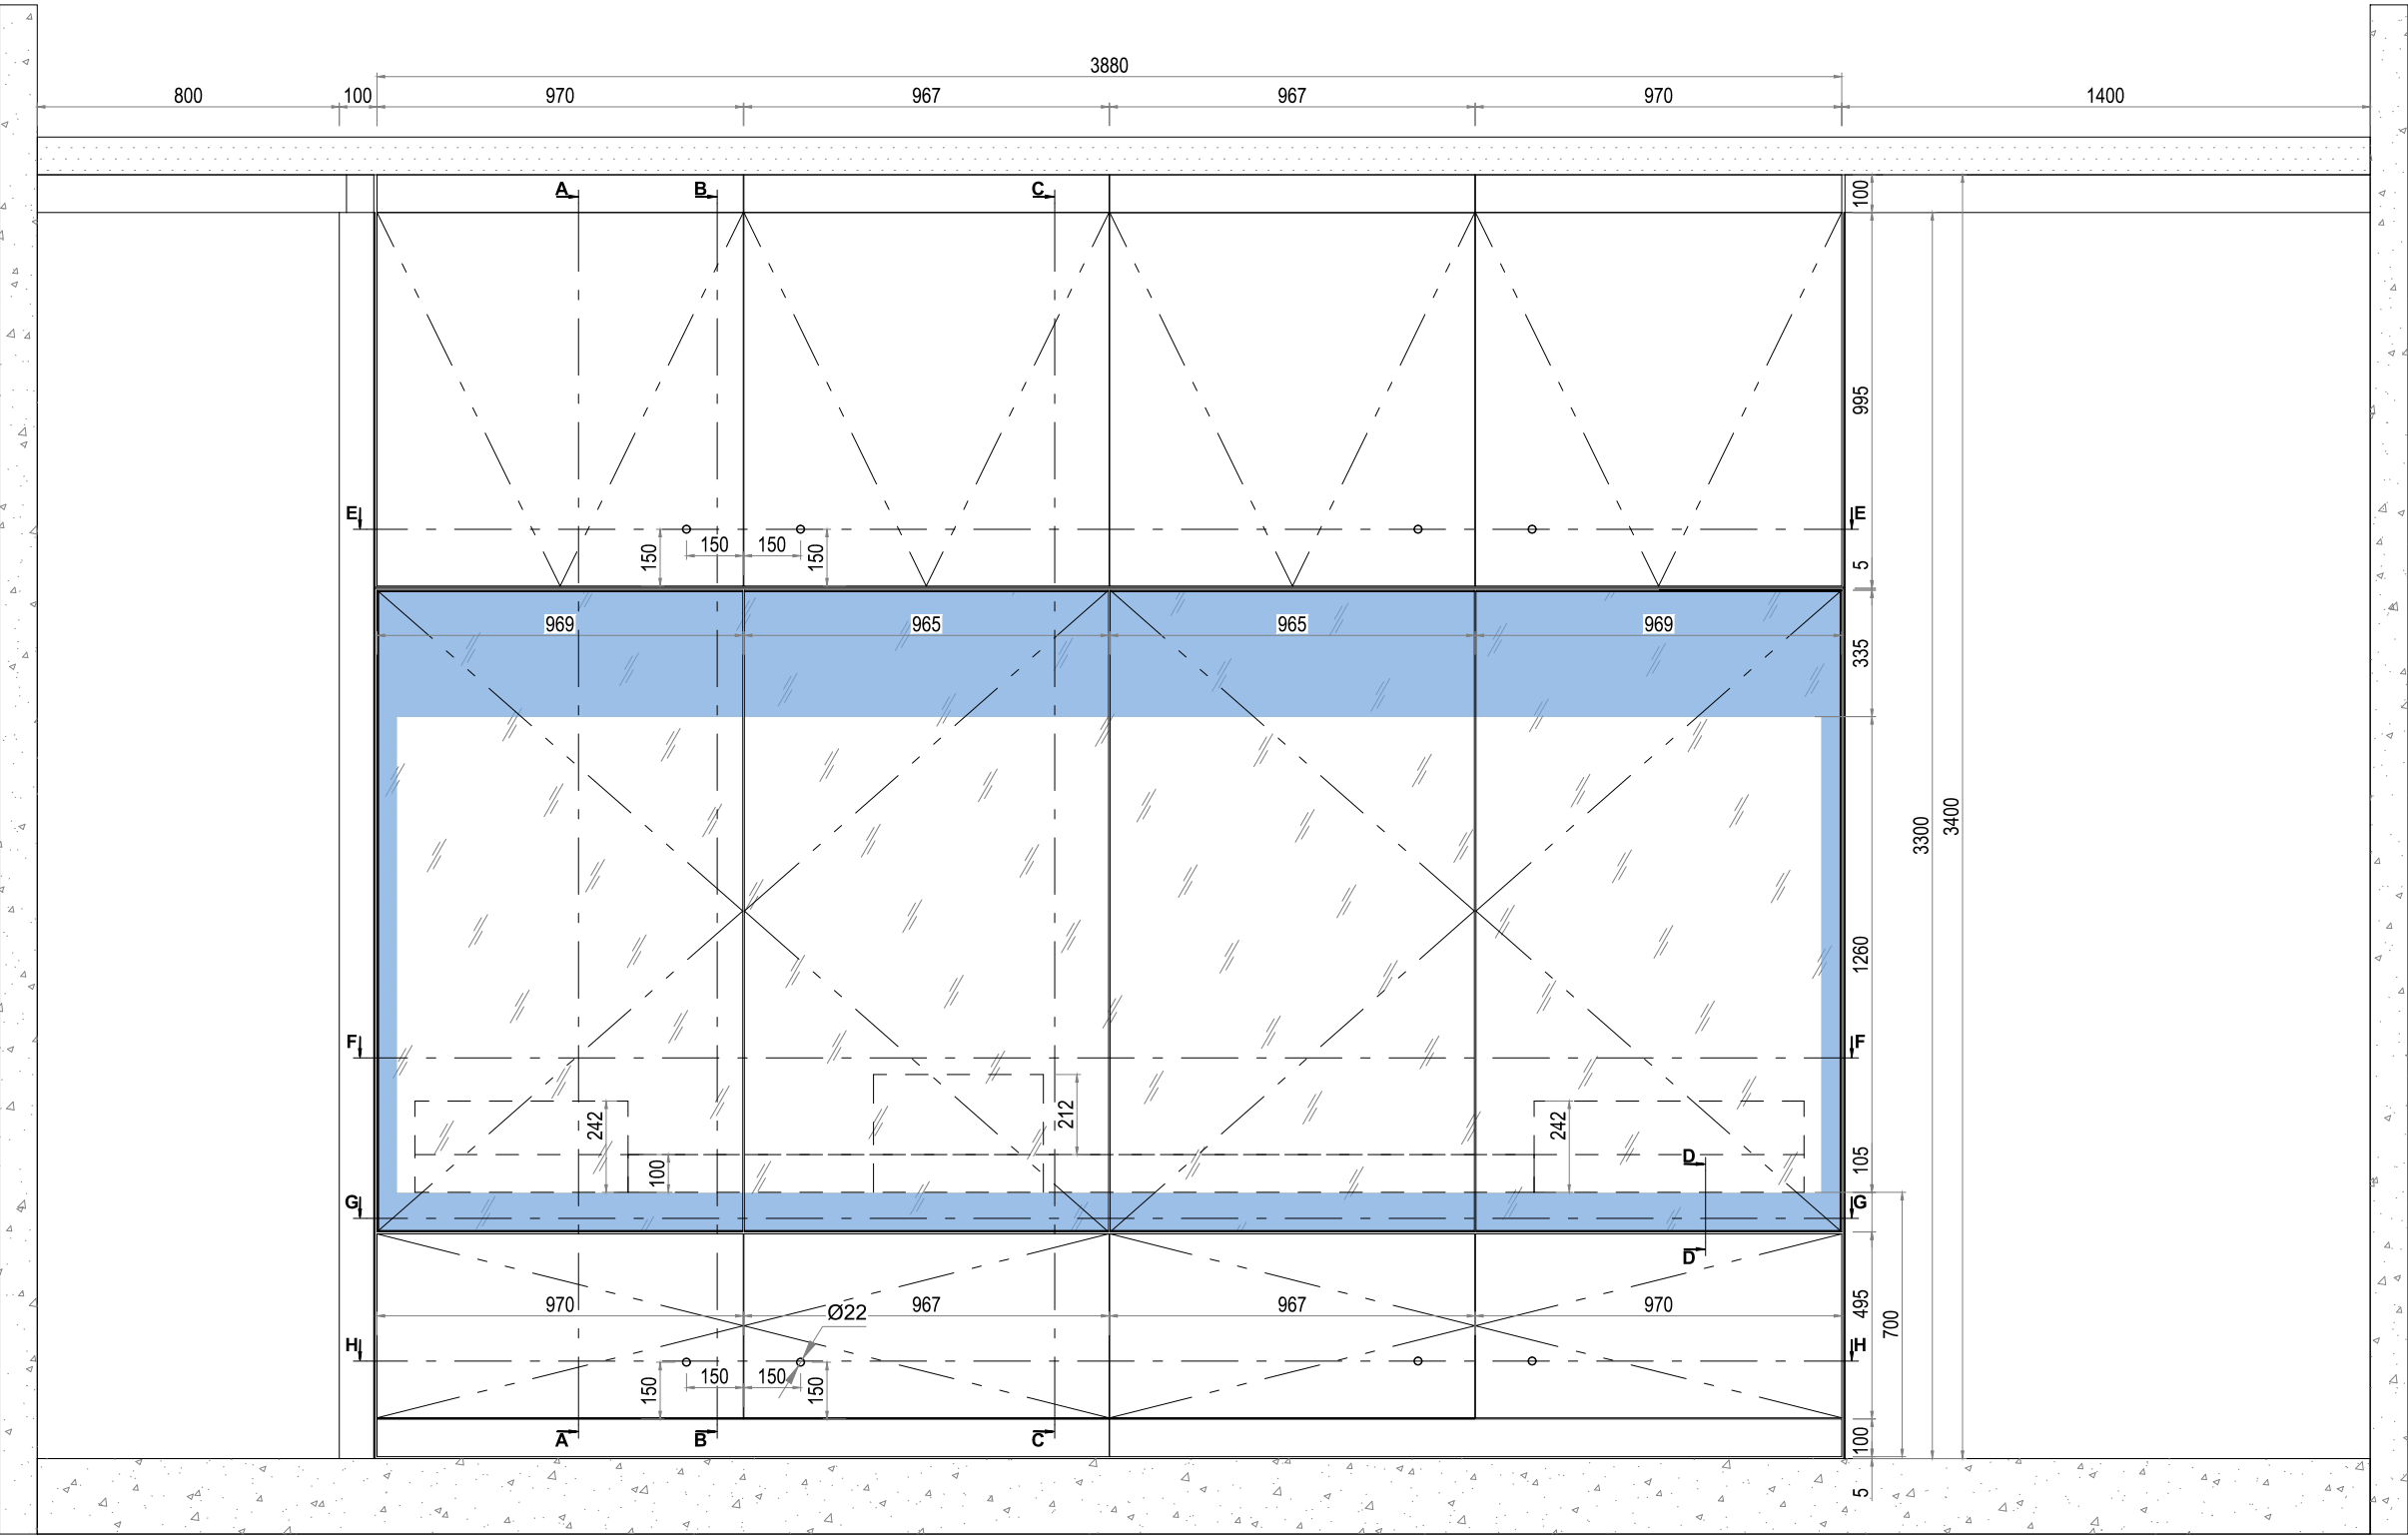 3880
800 100 970 967 967 970 1400
A B C 100
995
E E
150 150 150 150 5
969 965 965 969
335
3300 3400
1260
F F
242 212 242
100 D 105
G G
D
970 967 967 970 495
Ø22 700
H H
150 150 150 150
A B C 100
5